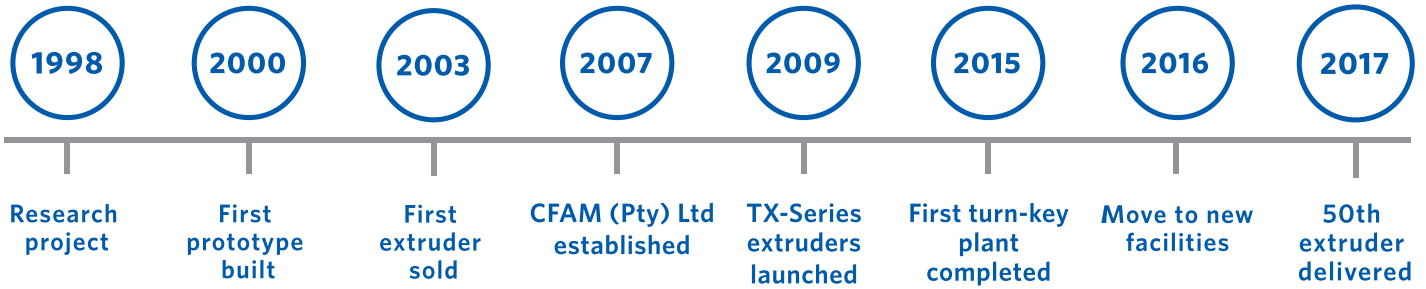 1998
2000
2003
2007
2009
2015
2016
2017
Research
project
First
prototype
built
First
extruder
sold
CFAM (Pty) Ltd
established
TX-Series
extruders
launched
First turn-key
plant
completed
Move to new
facilities
50th
extruder
delivered